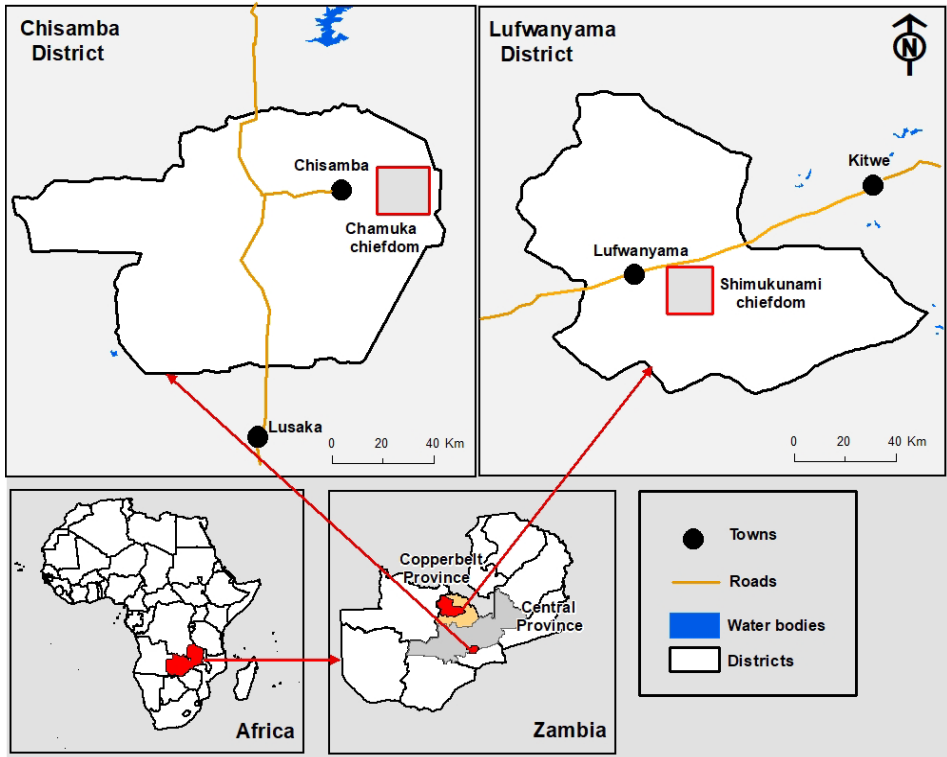 Chisamba
District
Chisamba
Chamuka
chiefdom
Lusaka
0 20 40 Km
Lufwanyama
District
N
Kitwe
Lufwanyama
Shimukunami
chiefdom
0 20 40 Km
Africa
Copperbelt
Province
Central
Province
Zambia
Towns
Roads
Water bodies
Districts